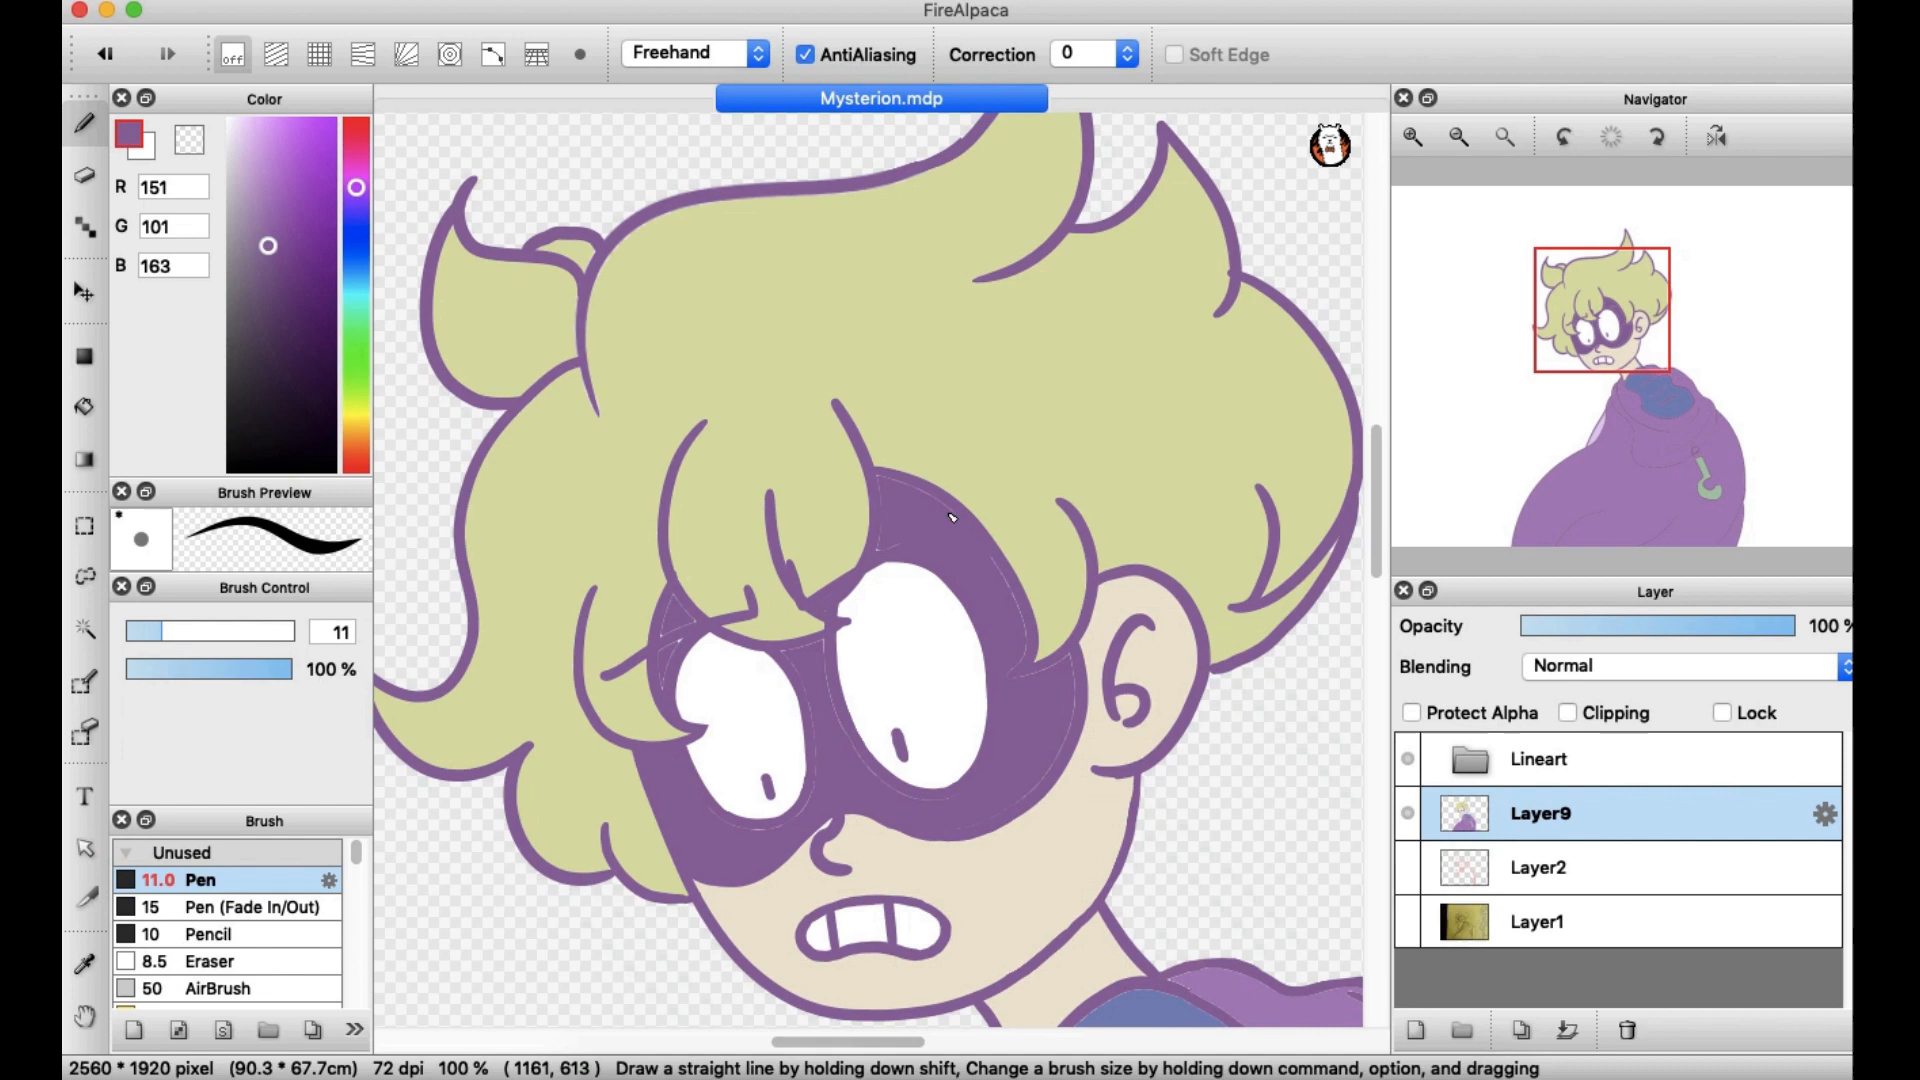 FireAlpaca
off
Freehand
AntiAliasing
Correction
0
Soft Edge
Color
Mysterion.mdp
Navigator
R 151
G 101
B 163
Brush Preview
*
Brush Control
11
100 %
Brush
Unused
11.0 Pen
15 Pen (Fade In/Out)
10 Pencil
8.5 Eraser
50 AirBrush
Layer
Opacity
100 %
Blending
Normal
Protect Alpha
Clipping
Lock
Lineart
Layer9
Layer2
Layer1
2560 * 1920 pixel (90.3 * 67.7cm) 72 dpi 100 % ( 1161, 613 ) Draw a straight line by holding down shift, Change a brush size by holding down command, option, and dragging